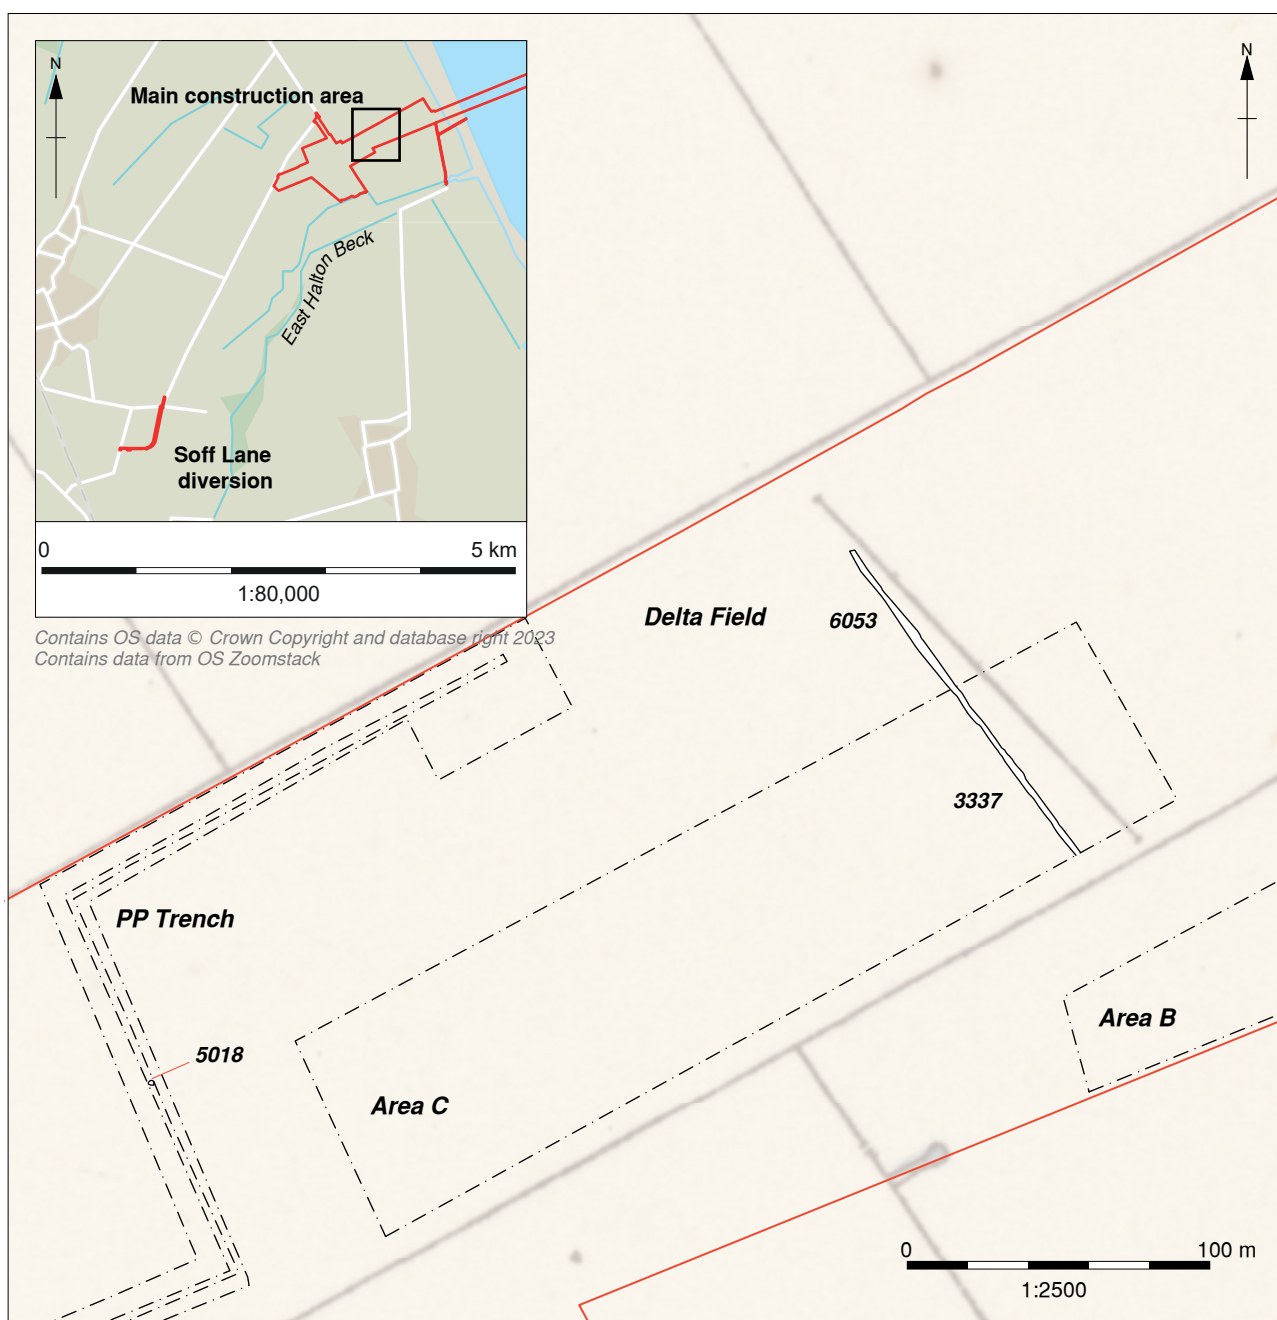 N
Main construction area
East Halton Beck
Soff Lane
diversion
0 5 km
1:80,000
Contains OS data © Crown Copyright and database right 2023
Contains data from OS Zoomstack
N
Delta Field
6053
3337
PP Trench
5018
Area C
Area B
0 100 m
1:2500